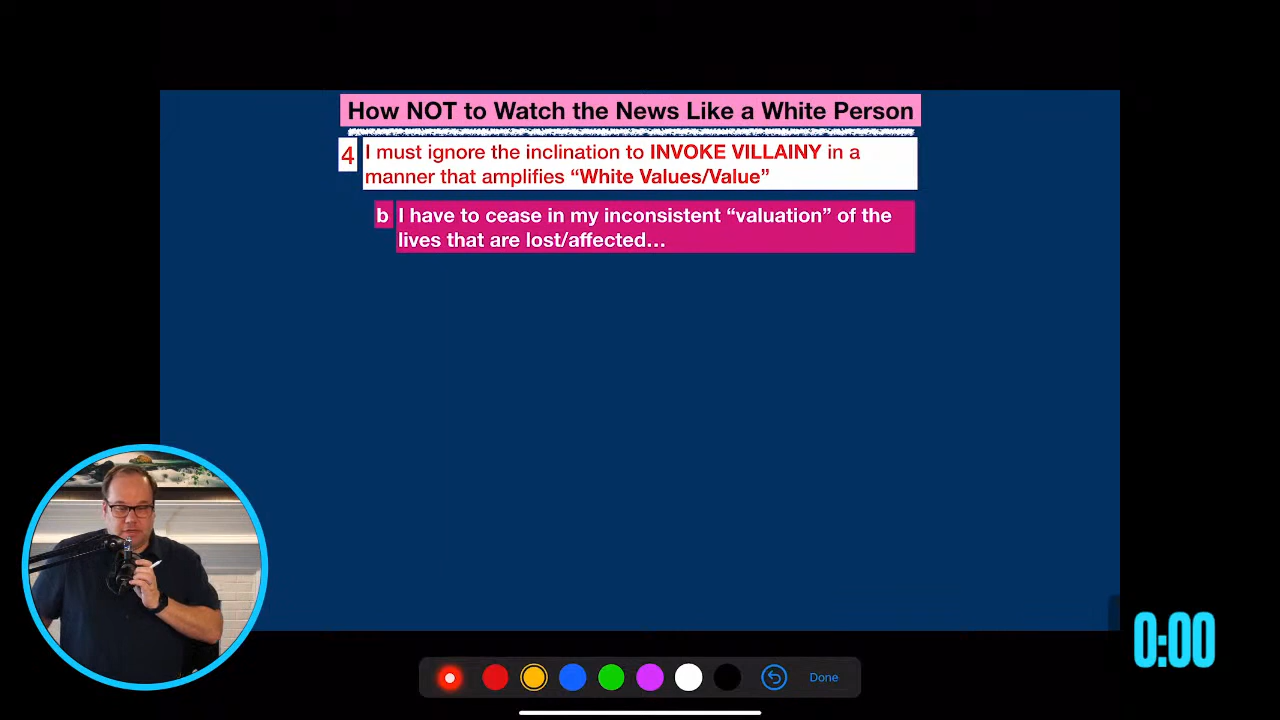 How NOT to Watch the News Like a White Person
4 I must ignore the inclination to INVOKE VILLAINY in a
manner that amplifies “White Values/Value”
b I have to cease in my inconsistent “valuation” of the
lives that are lost/affected…
0:00
Done